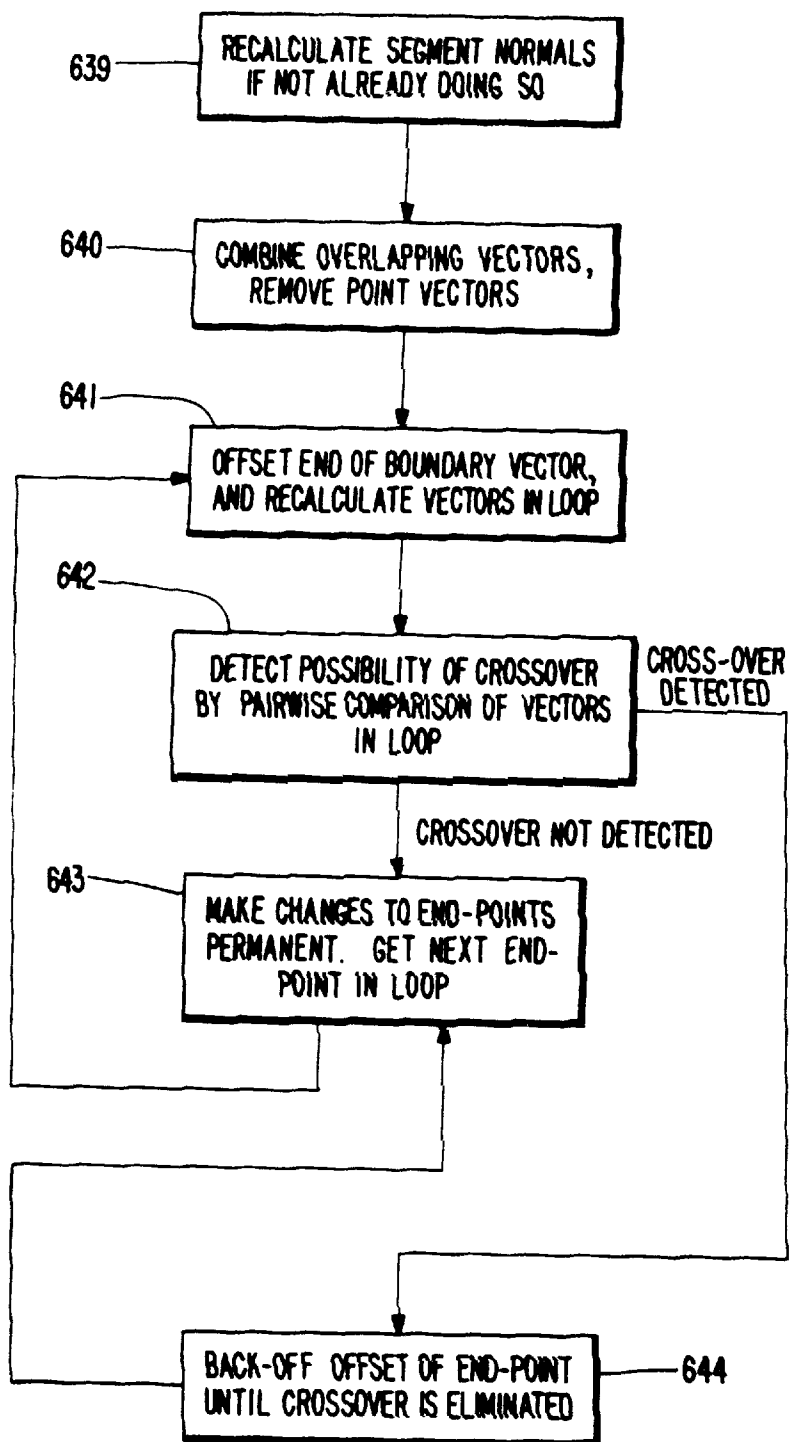 639
RECALCULATE SEGMENT NORMALS
IF NOT ALREADY DOING SO
640
COMBINE OVERLAPPING VECTORS,
REMOVE POINT VECTORS
641
OFFSET END OF BOUNDARY VECTOR,
AND RECALCULATE VECTORS IN LOOP
642
DETECT POSSIBILITY OF CROSSOVER
BY PAIRWISE COMPARISON OF VECTORS
IN LOOP
CROSS-OVER
DETECTED
CROSSOVER NOT DETECTED
643
MAKE CHANGES TO END-POINTS
PERMANENT. GET NEXT END-
POINT IN LOOP
BACK-OFF OFFSET OF END-POINT
UNTIL CROSSOVER IS ELIMINATED
644